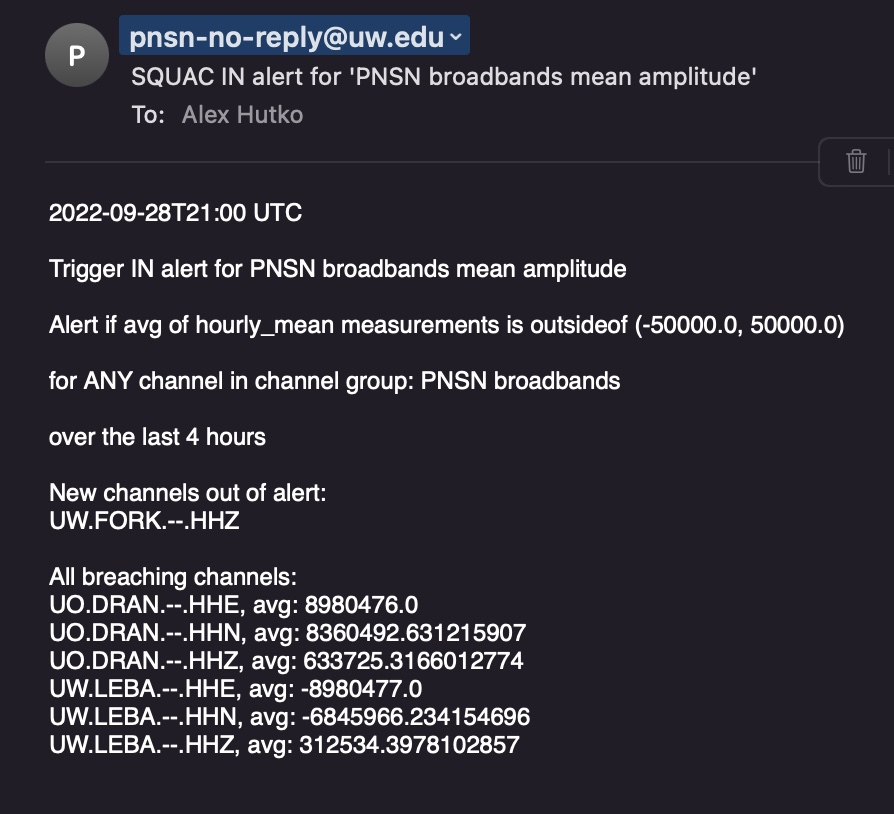 P
pnsn-no-reply@uw.edu
SQUAC IN alert for 'PNSN broadbands mean amplitude'
To: Alex Hutko
2022-09-28T21:00 UTC
Trigger IN alert for PNSN broadbands mean amplitude
Alert if avg of hourly_mean measurements is outsideof (-50000.0, 50000.0)
for ANY channel in channel group: PNSN broadbands
over the last 4 hours
New channels out of alert:
UW.FORK.--.HHZ
All breaching channels:
UO.DRAN.--.HHE, avg: 8980476.0
UO.DRAN.--.HHN, avg: 8360492.631215907
UO.DRAN.--.HHZ, avg: 633725.3166012774
UW.LEBA.--.HHE, avg: -8980477.0
UW.LEBA.--.HHN, avg: -6845966.234154696
UW.LEBA.--.HHZ, avg: 312534.3978102857